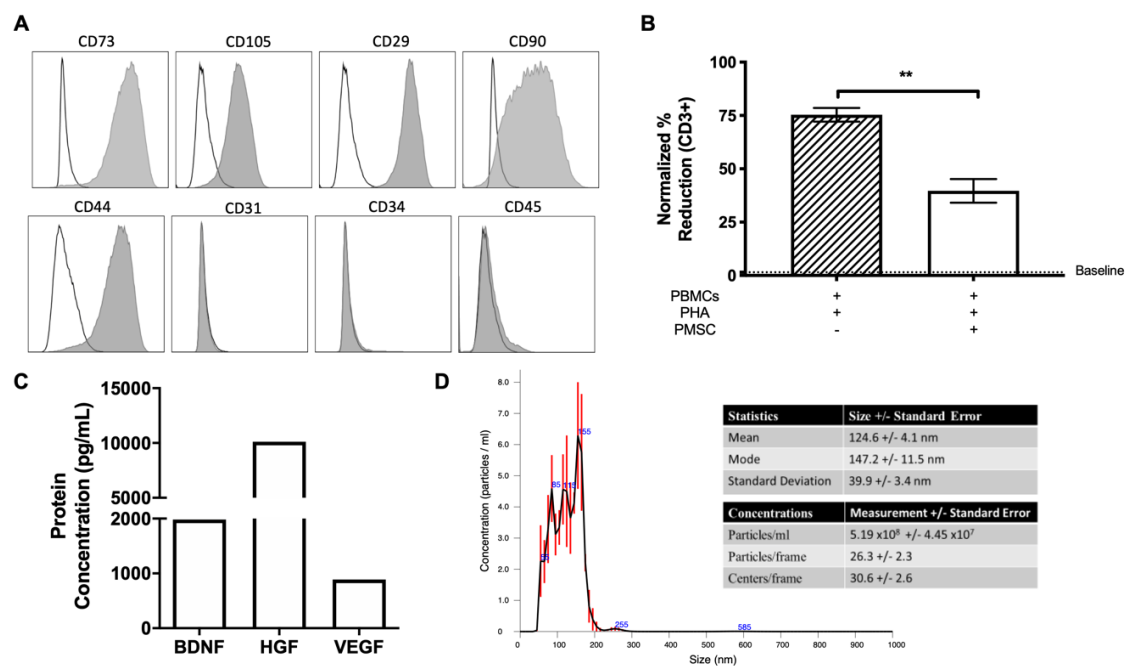 A
CD73 CD105 CD29 CD90
CD44 CD31 CD34 CD45
B
Normalized %
Reduction (CD3+)
100
75
50
25
0
**
Baseline
PBMCs + +
PHA + +
PMSC - +
C
Protein
Concentration (pg/mL)
15000
10000
5000
2000
1000
0
BDNF HGF VEGF
D
Concentration (particles / ml)
8.0
7.0
6.0
5.0
4.0
3.0
2.0
1.0
0
85 115 155 255 585
0 100 200 300 400 500 600 700 800 900 1000
Size (nm)
Statistics Size +/- Standard Error
Mean 124.6 +/- 4.1 nm
Mode 147.2 +/- 11.5 nm
Standard Deviation 39.9 +/- 3.4 nm
Concentrations Measurement +/- Standard Error
Particles/ml 5.19 x10⁸ +/- 4.45 x10⁷
Particles/frame 26.3 +/- 2.3
Centers/frame 30.6 +/- 2.6